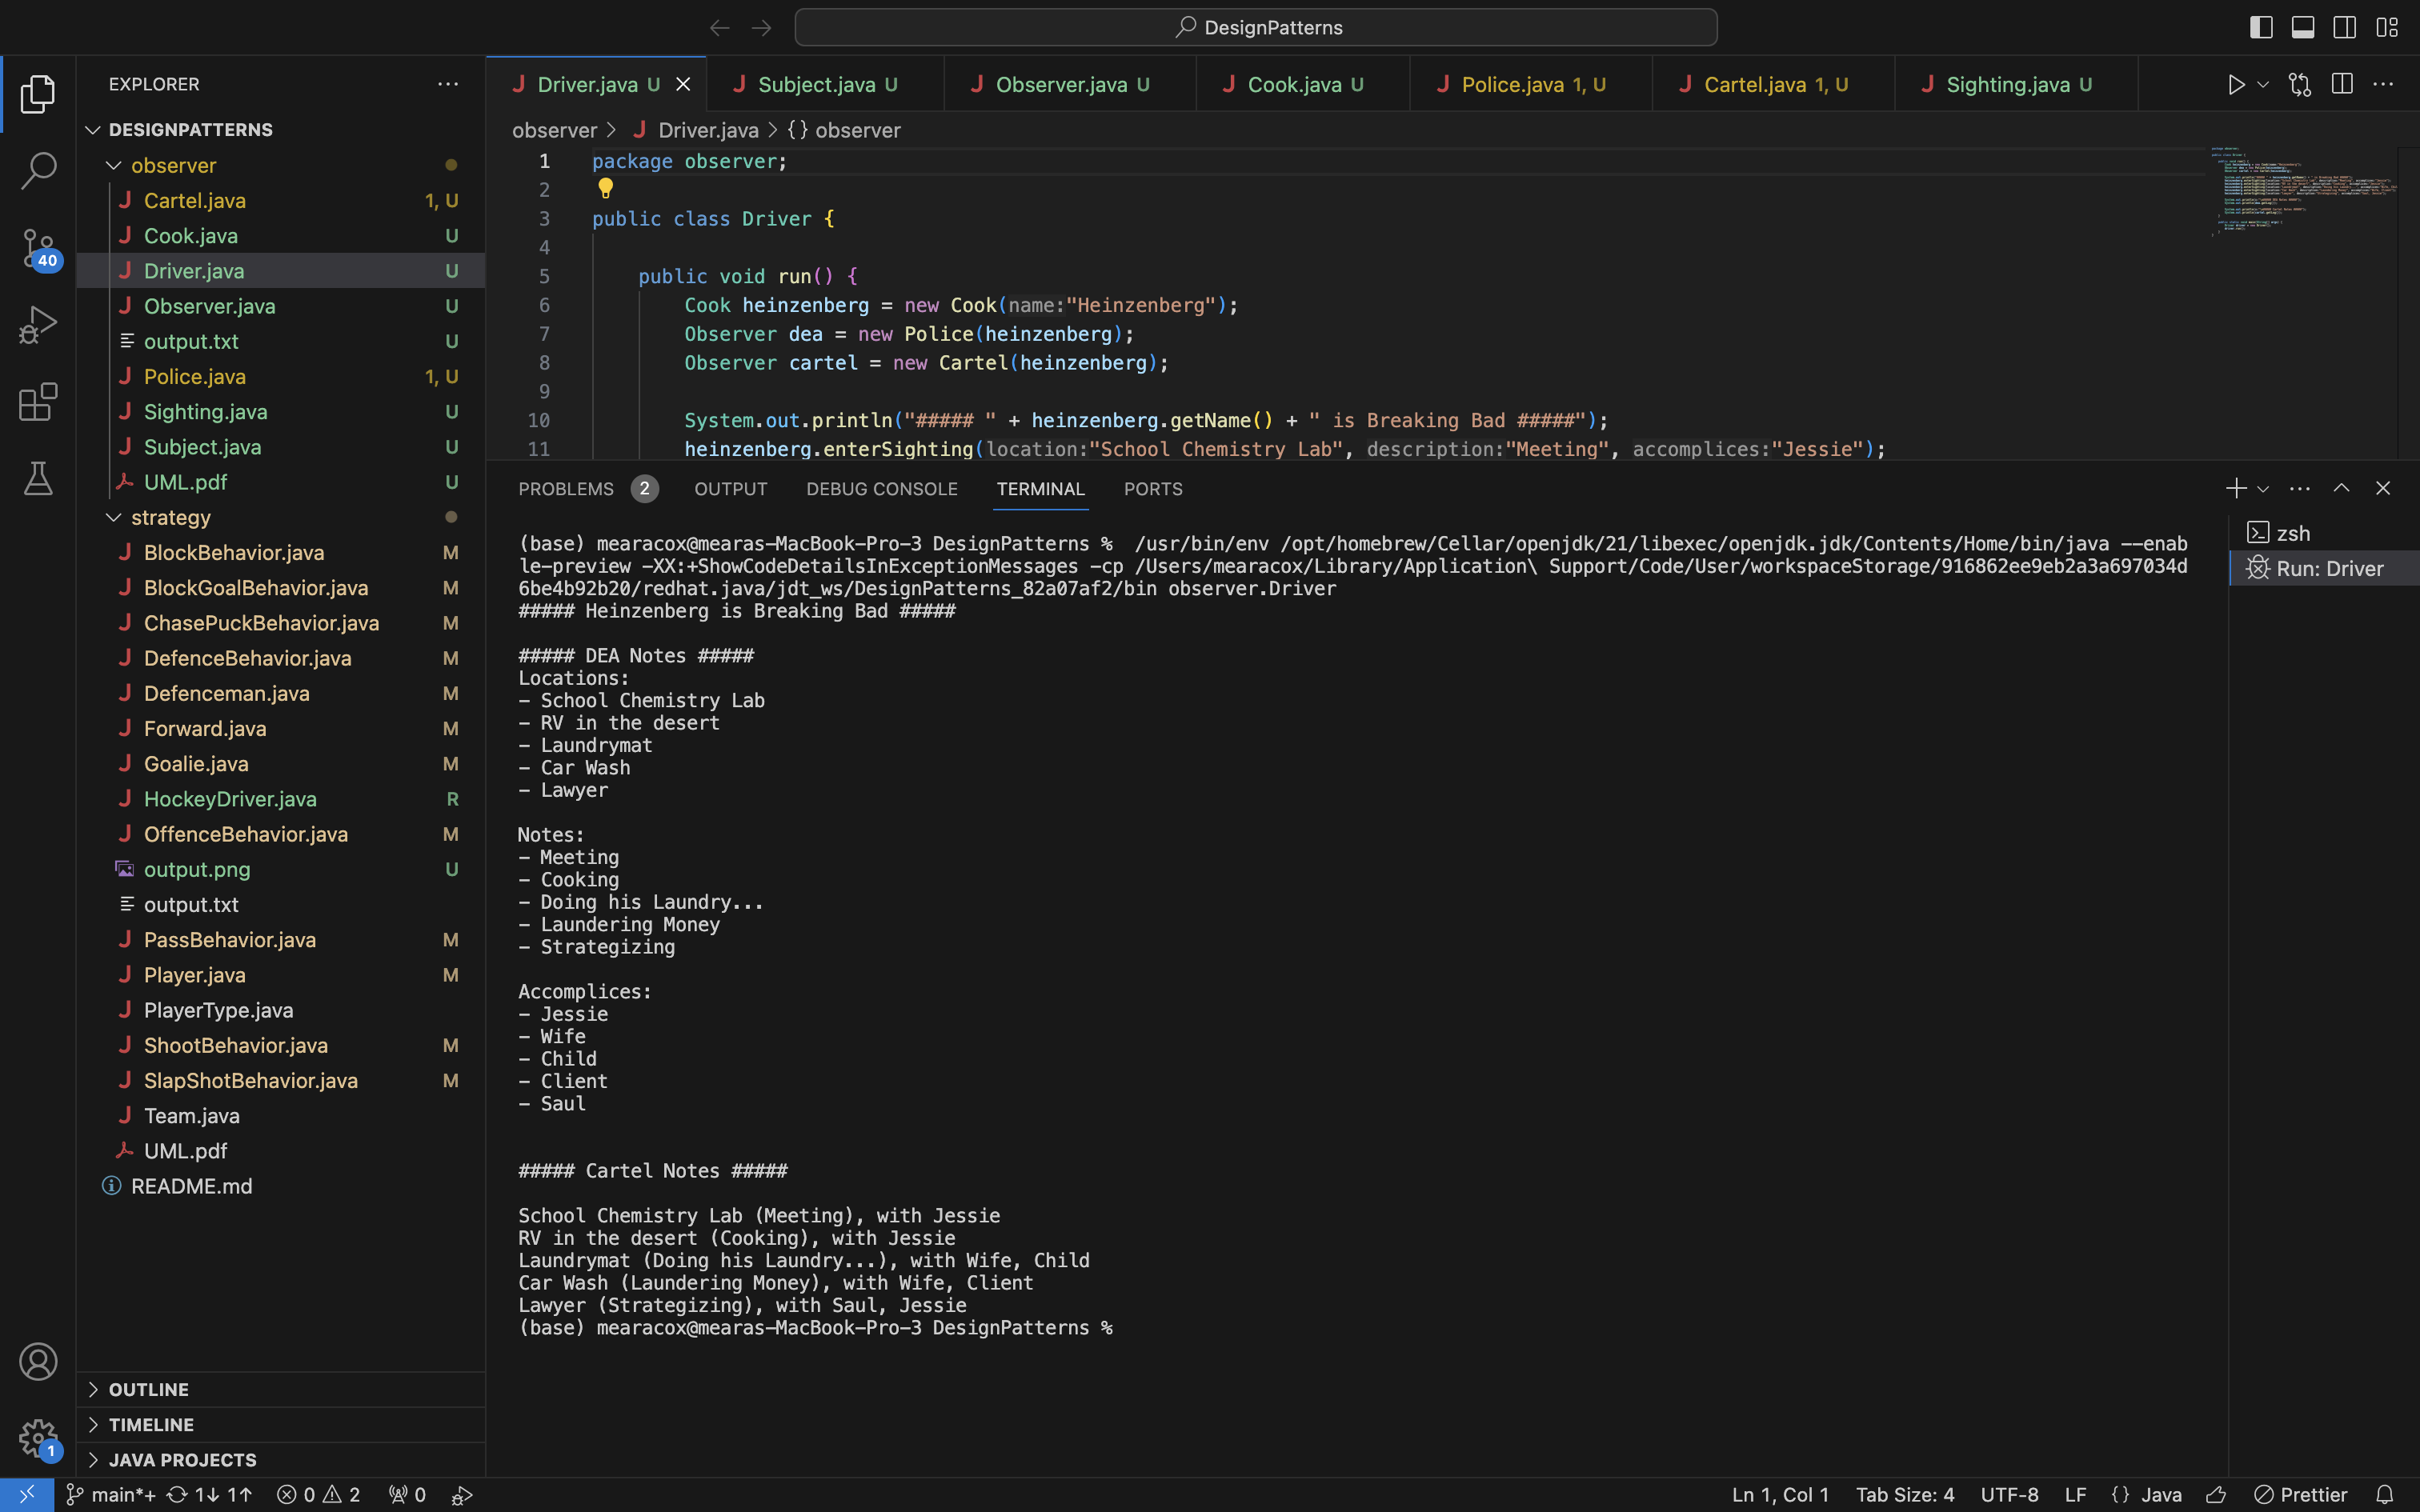 DesignPatterns
EXPLORER
DESIGNPATTERNS
observer
Cartel.java 1, U
Cook.java U
Driver.java U
Observer.java U
output.txt U
Police.java 1, U
Sighting.java U
Subject.java U
UML.pdf U
strategy
BlockBehavior.java M
BlockGoalBehavior.java M
ChasePuckBehavior.java M
DefenceBehavior.java M
Defenceman.java M
Forward.java M
Goalie.java M
HockeyDriver.java R
OffenceBehavior.java M
output.png U
output.txt
PassBehavior.java M
Player.java M
PlayerType.java
ShootBehavior.java M
SlapShotBehavior.java M
Team.java
UML.pdf
README.md
OUTLINE
TIMELINE
JAVA PROJECTS
40
1
Driver.java U Subject.java U Observer.java U Cook.java U Police.java 1, U Cartel.java 1, U Sighting.java U
observer > Driver.java > {} observer
1 package observer;
2
3 public class Driver {
4
5 public void run() {
6 Cook heinzenberg = new Cook(name:"Heinzenberg");
7 Observer dea = new Police(heinzenberg);
8 Observer cartel = new Cartel(heinzenberg);
9
10 System.out.println("##### " + heinzenberg.getName() + " is Breaking Bad #####");
11 heinzenberg.enterSighting(location:"School Chemistry Lab", description:"Meeting", accomplices:"Jessie");
PROBLEMS 2 OUTPUT DEBUG CONSOLE TERMINAL PORTS
zsh
Run: Driver
(base) mearacox@mearas-MacBook-Pro-3 DesignPatterns % /usr/bin/env /opt/homebrew/Cellar/openjdk/21/libexec/openjdk.jdk/Contents/Home/bin/java --enab
le-preview -XX:+ShowCodeDetailsInExceptionMessages -cp /Users/mearacox/Library/Application\ Support/Code/User/workspaceStorage/916862ee9eb2a3a697034d
6be4b92b20/redhat.java/jdt_ws/DesignPatterns_82a07af2/bin observer.Driver
##### Heinzenberg is Breaking Bad #####
##### DEA Notes #####
Locations:
- School Chemistry Lab
- RV in the desert
- Laundrymat
- Car Wash
- Lawyer
Notes:
- Meeting
- Cooking
- Doing his Laundry...
- Laundering Money
- Strategizing
Accomplices:
- Jessie
- Wife
- Child
- Client
- Saul
##### Cartel Notes #####
School Chemistry Lab (Meeting), with Jessie
RV in the desert (Cooking), with Jessie
Laundrymat (Doing his Laundry...), with Wife, Child
Car Wash (Laundering Money), with Wife, Client
Lawyer (Strategizing), with Saul, Jessie
(base) mearacox@mearas-MacBook-Pro-3 DesignPatterns %
main*+ 1↓ 1↑ 0 2 0 Ln 1, Col 1 Tab Size: 4 UTF-8 LF {} Java Prettier